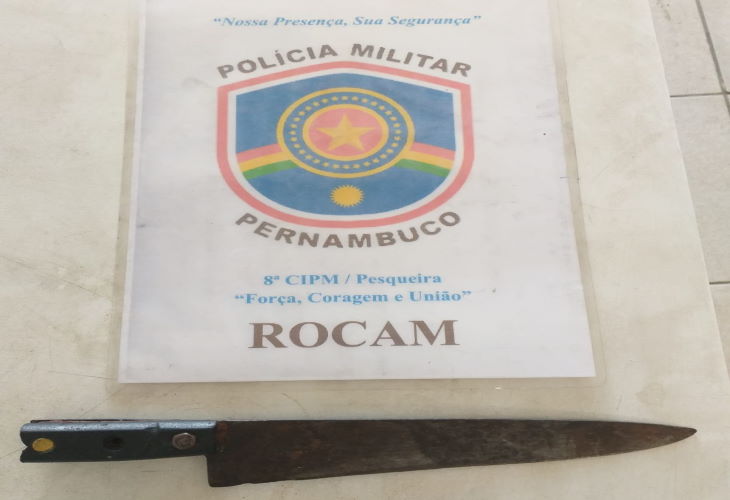 “Nossa Presença, Sua Segurança”
POLÍCIA MILITAR
PERNAMBUCO
8ª CIPM / Pesqueira
“Força, Coragem e União”
ROCAM